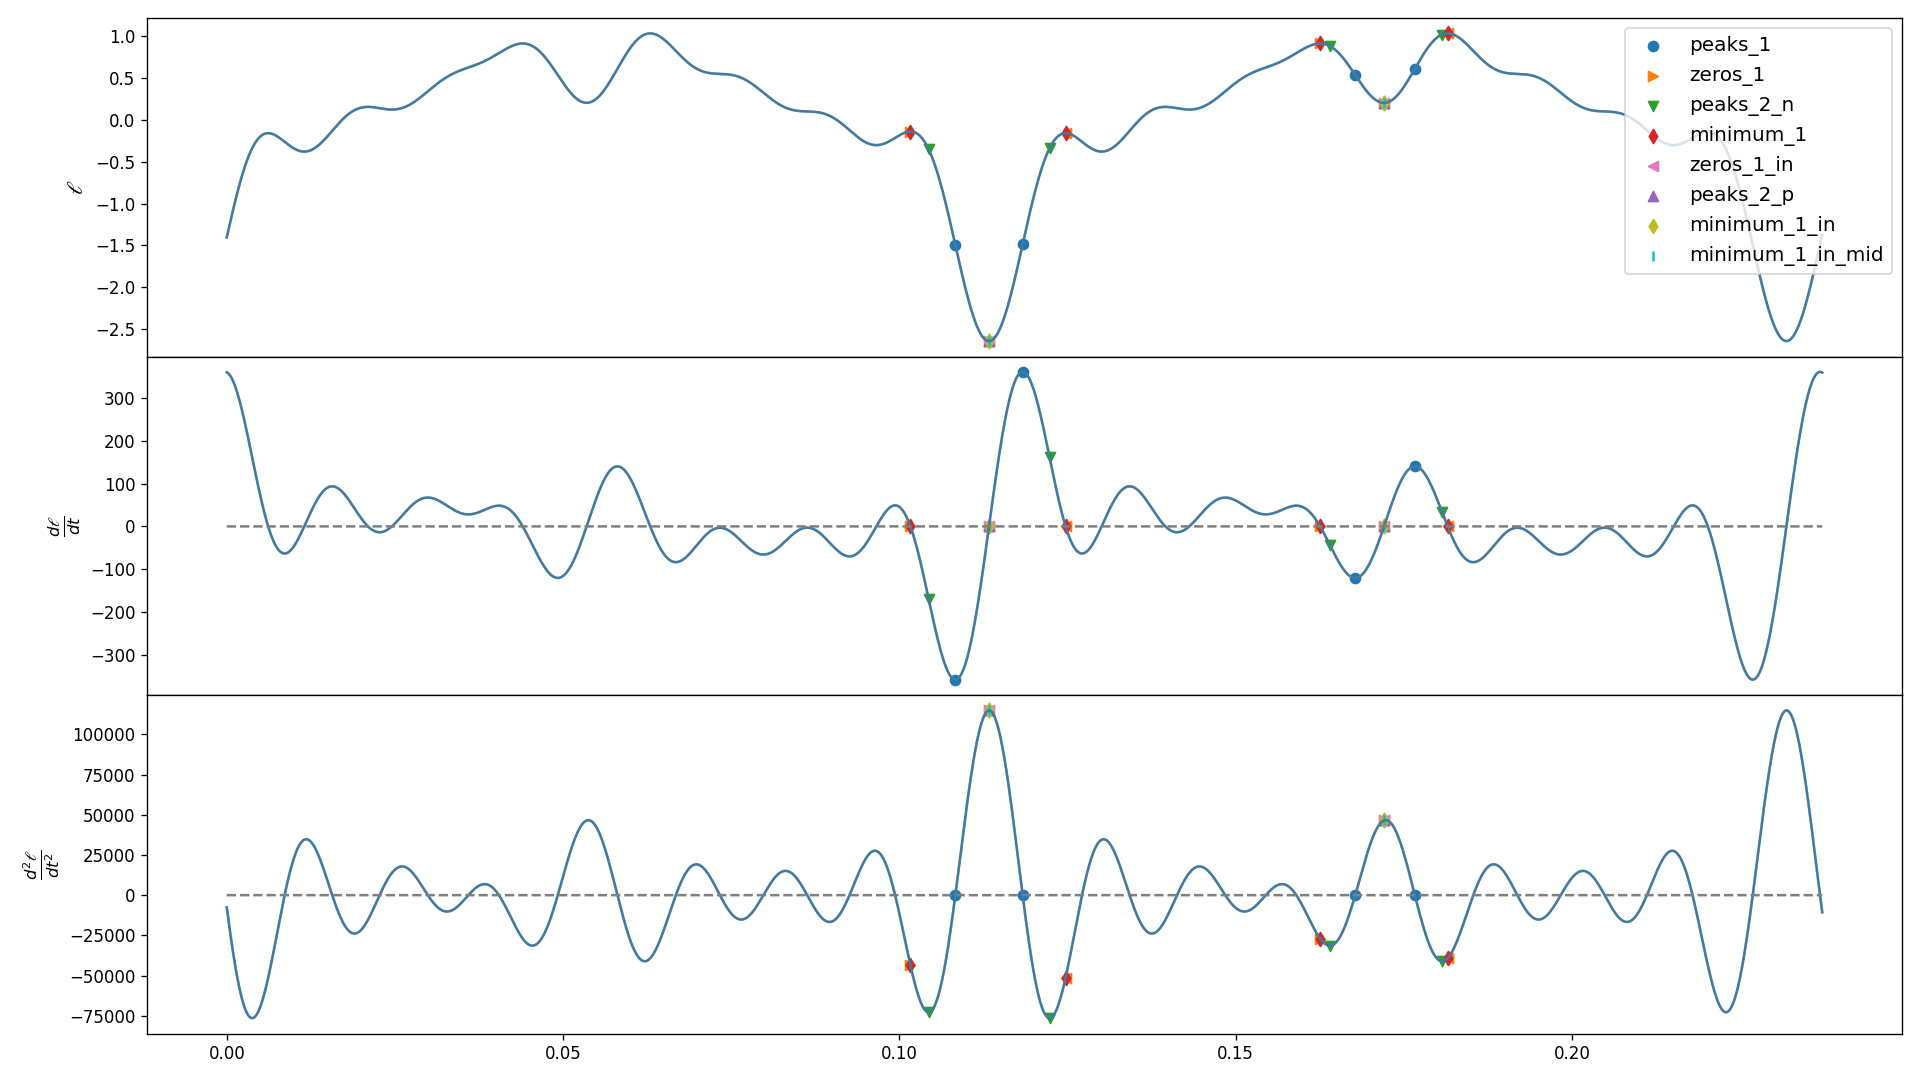 1.0
0.5
0.0
−0.5
−1.0
−1.5
−2.0
−2.5
ℓ
peaks_1
zeros_1
peaks_2_n
minimum_1
zeros_1_in
peaks_2_p
minimum_1_in
minimum_1_in_mid
300
200
100
0
−100
−200
−300
dℓ
dt
100000
75000
50000
25000
0
−25000
−50000
−75000
d²ℓ
dt²
0.00 0.05 0.10 0.15 0.20